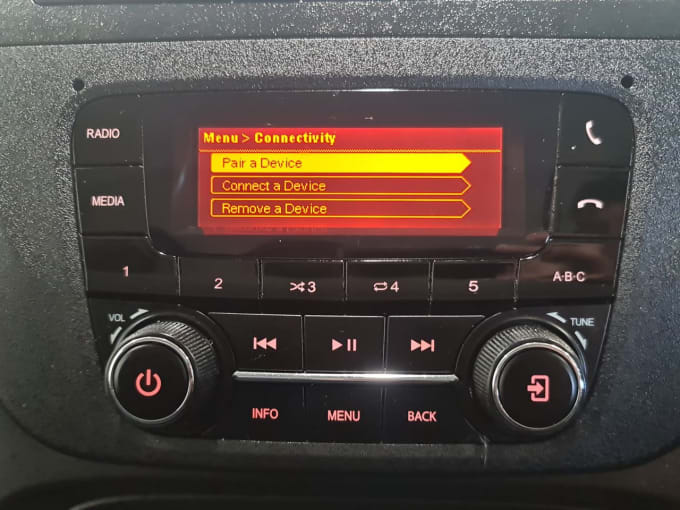 RADIO
MEDIA
Menu > Connectivity
Pair a Device
Connect a Device
Remove a Device
1
2
3
4
5
A·B·C
VOL
TUNE
INFO
MENU
BACK